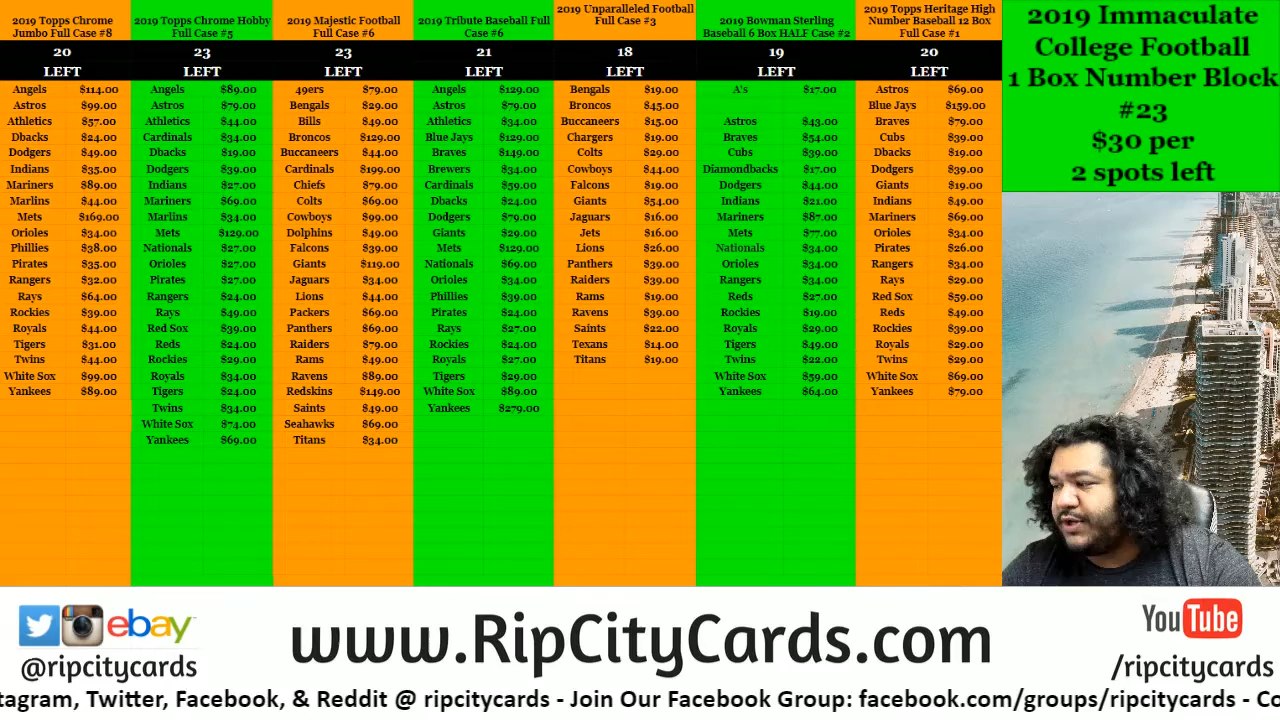 2019 Topps Chrome
Jumbo Full Case #8
20
LEFT
Angels $114.00
Astros $99.00
Athletics $57.00
Dbacks $24.00
Dodgers $49.00
Indians $35.00
Mariners $89.00
Marlins $44.00
Mets $169.00
Orioles $34.00
Phillies $38.00
Pirates $35.00
Rangers $32.00
Rays $64.00
Rockies $39.00
Royals $44.00
Tigers $31.00
Twins $44.00
White Sox $99.00
Yankees $89.00
2019 Topps Chrome Hobby
Full Case #5
23
LEFT
Angels $89.00
Astros $79.00
Athletics $44.00
Cardinals $34.00
Dbacks $19.00
Dodgers $39.00
Indians $27.00
Mariners $69.00
Marlins $34.00
Mets $129.00
Nationals $27.00
Orioles $27.00
Pirates $27.00
Rangers $24.00
Rays $49.00
Red Sox $39.00
Reds $24.00
Rockies $29.00
Royals $34.00
Tigers $24.00
Twins $34.00
White Sox $74.00
Yankees $69.00
2019 Majestic Football
Full Case #6
23
LEFT
49ers $79.00
Bengals $29.00
Bills $49.00
Broncos $129.00
Buccaneers $44.00
Cardinals $199.00
Chiefs $79.00
Colts $69.00
Cowboys $99.00
Dolphins $49.00
Falcons $39.00
Giants $119.00
Jaguars $34.00
Lions $44.00
Packers $69.00
Panthers $69.00
Raiders $79.00
Rams $49.00
Ravens $89.00
Redskins $149.00
Saints $49.00
Seahawks $69.00
Titans $34.00
2019 Tribute Baseball Full
Case #6
21
LEFT
Angels $129.00
Astros $79.00
Athletics $34.00
Blue Jays $129.00
Braves $149.00
Brewers $34.00
Cardinals $59.00
Dbacks $24.00
Dodgers $79.00
Giants $29.00
Mets $129.00
Nationals $69.00
Orioles $34.00
Phillies $39.00
Pirates $24.00
Rays $27.00
Rockies $24.00
Royals $27.00
Tigers $29.00
White Sox $89.00
Yankees $279.00
2019 Unparalleled Football
Full Case #3
18
LEFT
Bengals $19.00
Broncos $45.00
Buccaneers $15.00
Chargers $19.00
Colts $29.00
Cowboys $44.00
Falcons $19.00
Giants $54.00
Jaguars $16.00
Jets $16.00
Lions $26.00
Panthers $39.00
Raiders $39.00
Rams $19.00
Ravens $39.00
Saints $22.00
Texans $14.00
Titans $19.00
2019 Bowman Sterling
Baseball 6 Box HALF Case #2
19
LEFT
A's $17.00
Astros $43.00
Braves $54.00
Cubs $39.00
Diamondbacks $17.00
Dodgers $44.00
Indians $21.00
Mariners $87.00
Mets $77.00
Nationals $34.00
Orioles $34.00
Rangers $34.00
Reds $27.00
Rockies $19.00
Royals $29.00
Tigers $49.00
Twins $22.00
White Sox $59.00
Yankees $64.00
2019 Topps Heritage High
Number Baseball 12 Box
Full Case #1
20
LEFT
Astros $69.00
Blue Jays $159.00
Braves $79.00
Cubs $39.00
Dbacks $19.00
Dodgers $39.00
Giants $19.00
Indians $49.00
Mariners $69.00
Orioles $34.00
Pirates $26.00
Rangers $34.00
Rays $29.00
Red Sox $59.00
Reds $49.00
Rockies $39.00
Royals $29.00
Twins $29.00
White Sox $69.00
Yankees $79.00
2019 Immaculate
College Football
1 Box Number Block
#23
$30 per
2 spots left
ebay
@ripcitycards
www.RipCityCards.com
YouTube
/ripcitycards
stagram, Twitter, Facebook, & Reddit @ ripcitycards - Join Our Facebook Group: facebook.com/groups/ripcitycards - Co